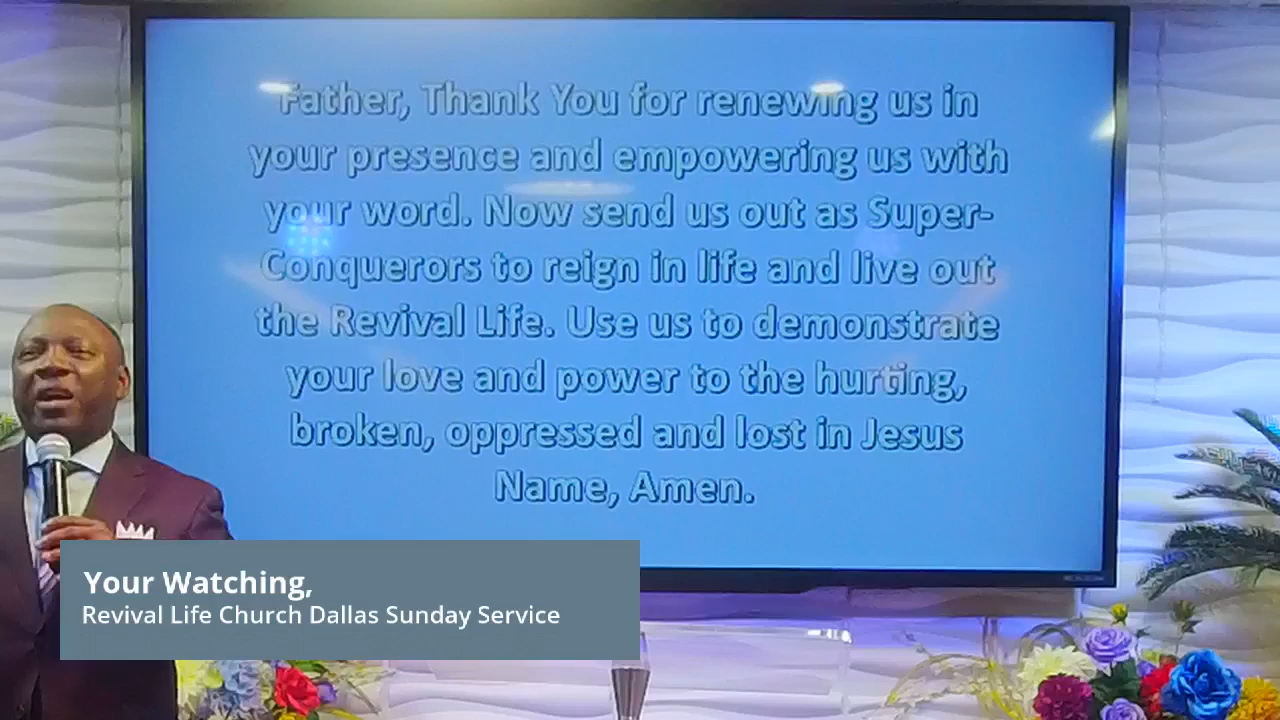 Father, Thank You for renewing us in
your presence and empowering us with
your word. Now send us out as Super-
Conquerors to reign in life and live out
the Revival Life. Use us to demonstrate
your love and power to the hurting,
broken, oppressed and lost in Jesus
Name, Amen.
Your Watching,
Revival Life Church Dallas Sunday Service